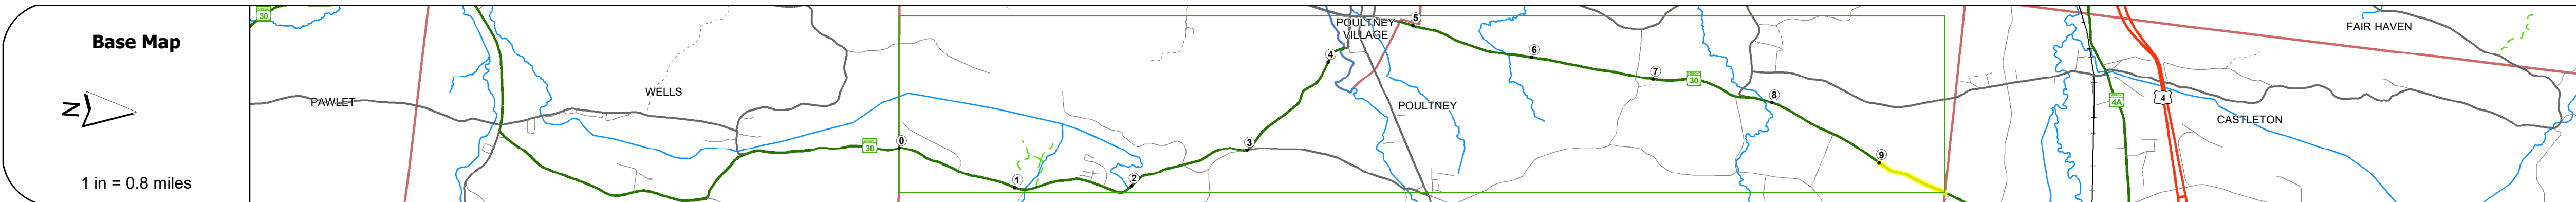 Base Map
N
1 in = 0.8 miles
30
PAWLET
WELLS
30
0
1
2
3
4
POULTNEY
VILLAGE
5
POULTNEY
6
7
30
8
9
4A
4
CASTLETON
FAIR HAVEN